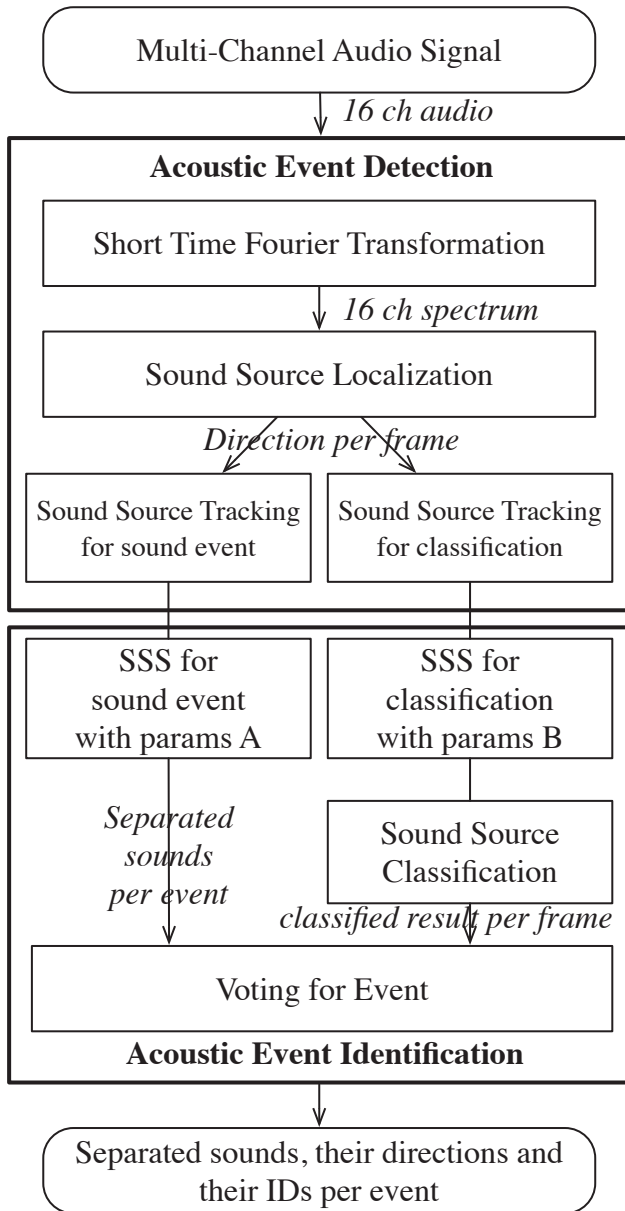 Multi-Channel Audio Signal
16 ch audio
Acoustic Event Detection
Short Time Fourier Transformation
16 ch spectrum
Sound Source Localization
Direction per frame
Sound Source Tracking
for sound event
Sound Source Tracking
for classification
SSS for
sound event
with params A
SSS for
classification
with params B
Separated
sounds
per event
Sound Source
Classification
classified result per frame
Voting for Event
Acoustic Event Identification
Separated sounds, their directions and
their IDs per event